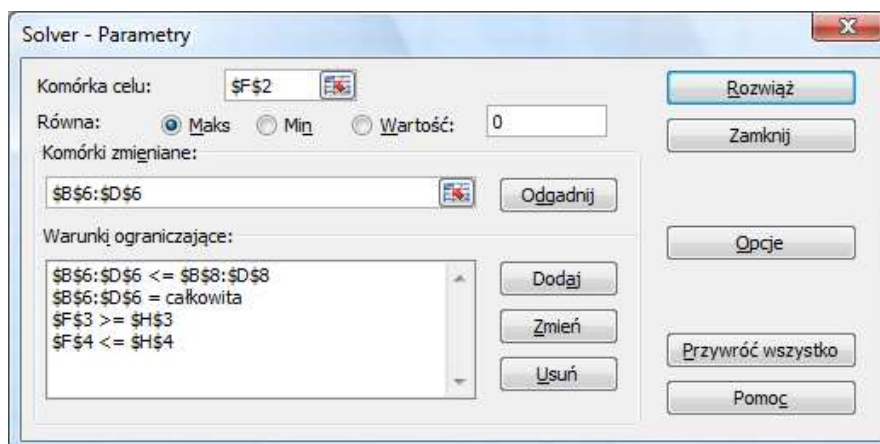 Solver - Parametry
Komórka celu: $F$2
Rozwiąż
Równa: Maks Min Wartość: 0
Zamknij
Komórki zmieniane:
$B$6:$D$6
Odgadnij
Warunki ograniczające:
Opcje
$B$6:$D$6 <= $B$8:$D$8
$B$6:$D$6 = całkowita
$F$3 >= $H$3
$F$4 <= $H$4
Dodaj
Zmień
Usuń
Przywróć wszystko
Pomoc